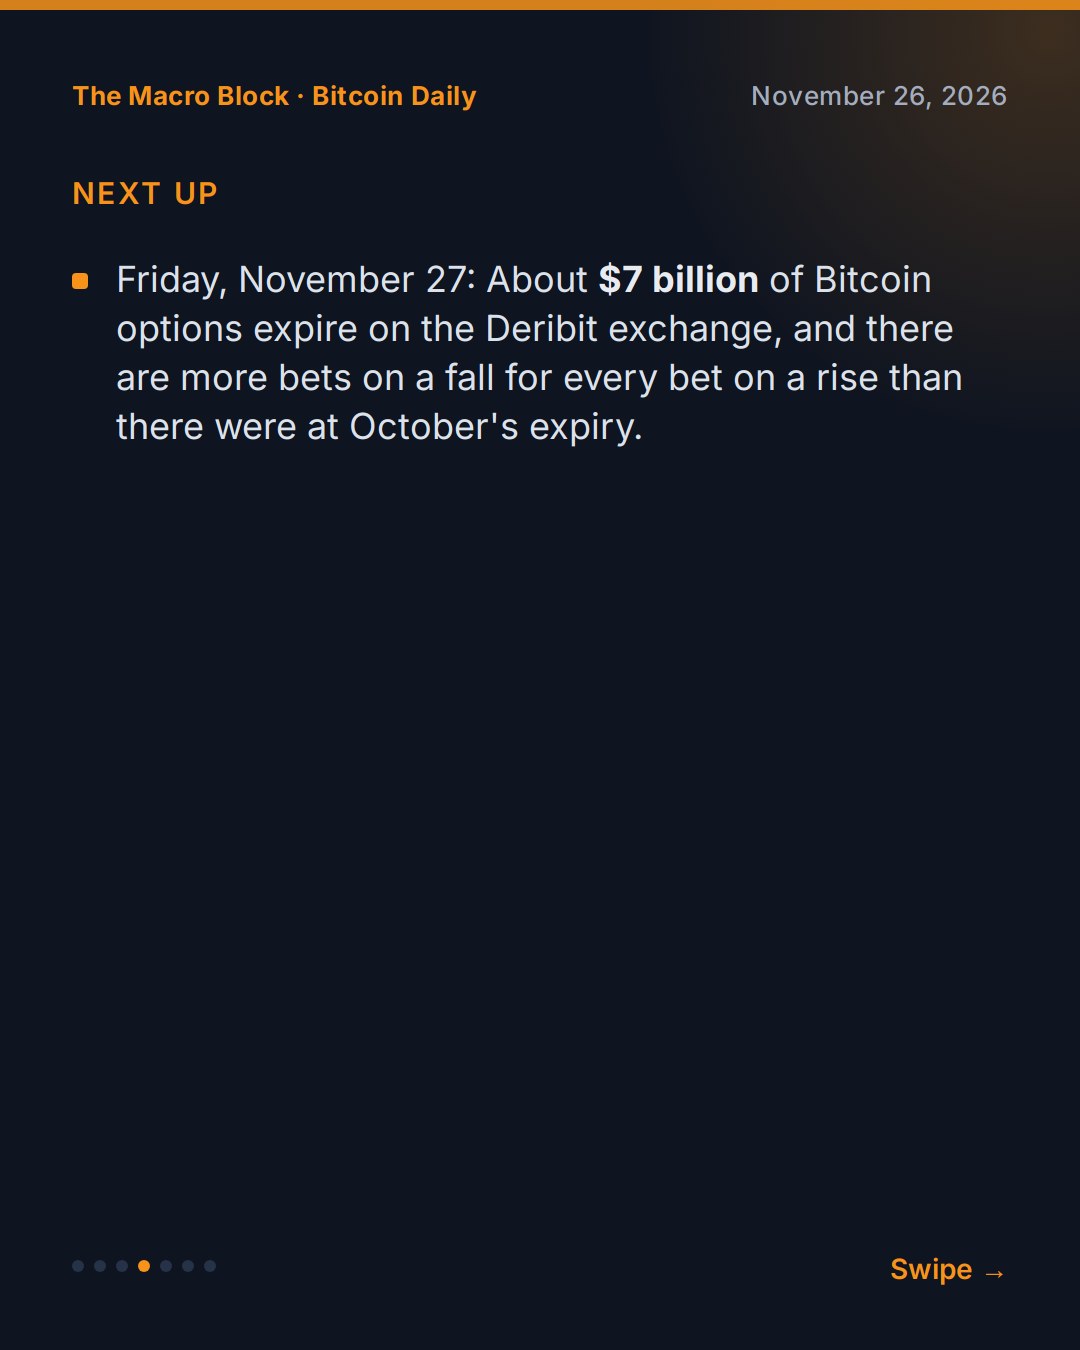 The Macro Block · Bitcoin Daily
November 26, 2026
NEXT UP
Friday, November 27: About $7 billion of Bitcoin
options expire on the Deribit exchange, and there
are more bets on a fall for every bet on a rise than
there were at October's expiry.
Swipe →